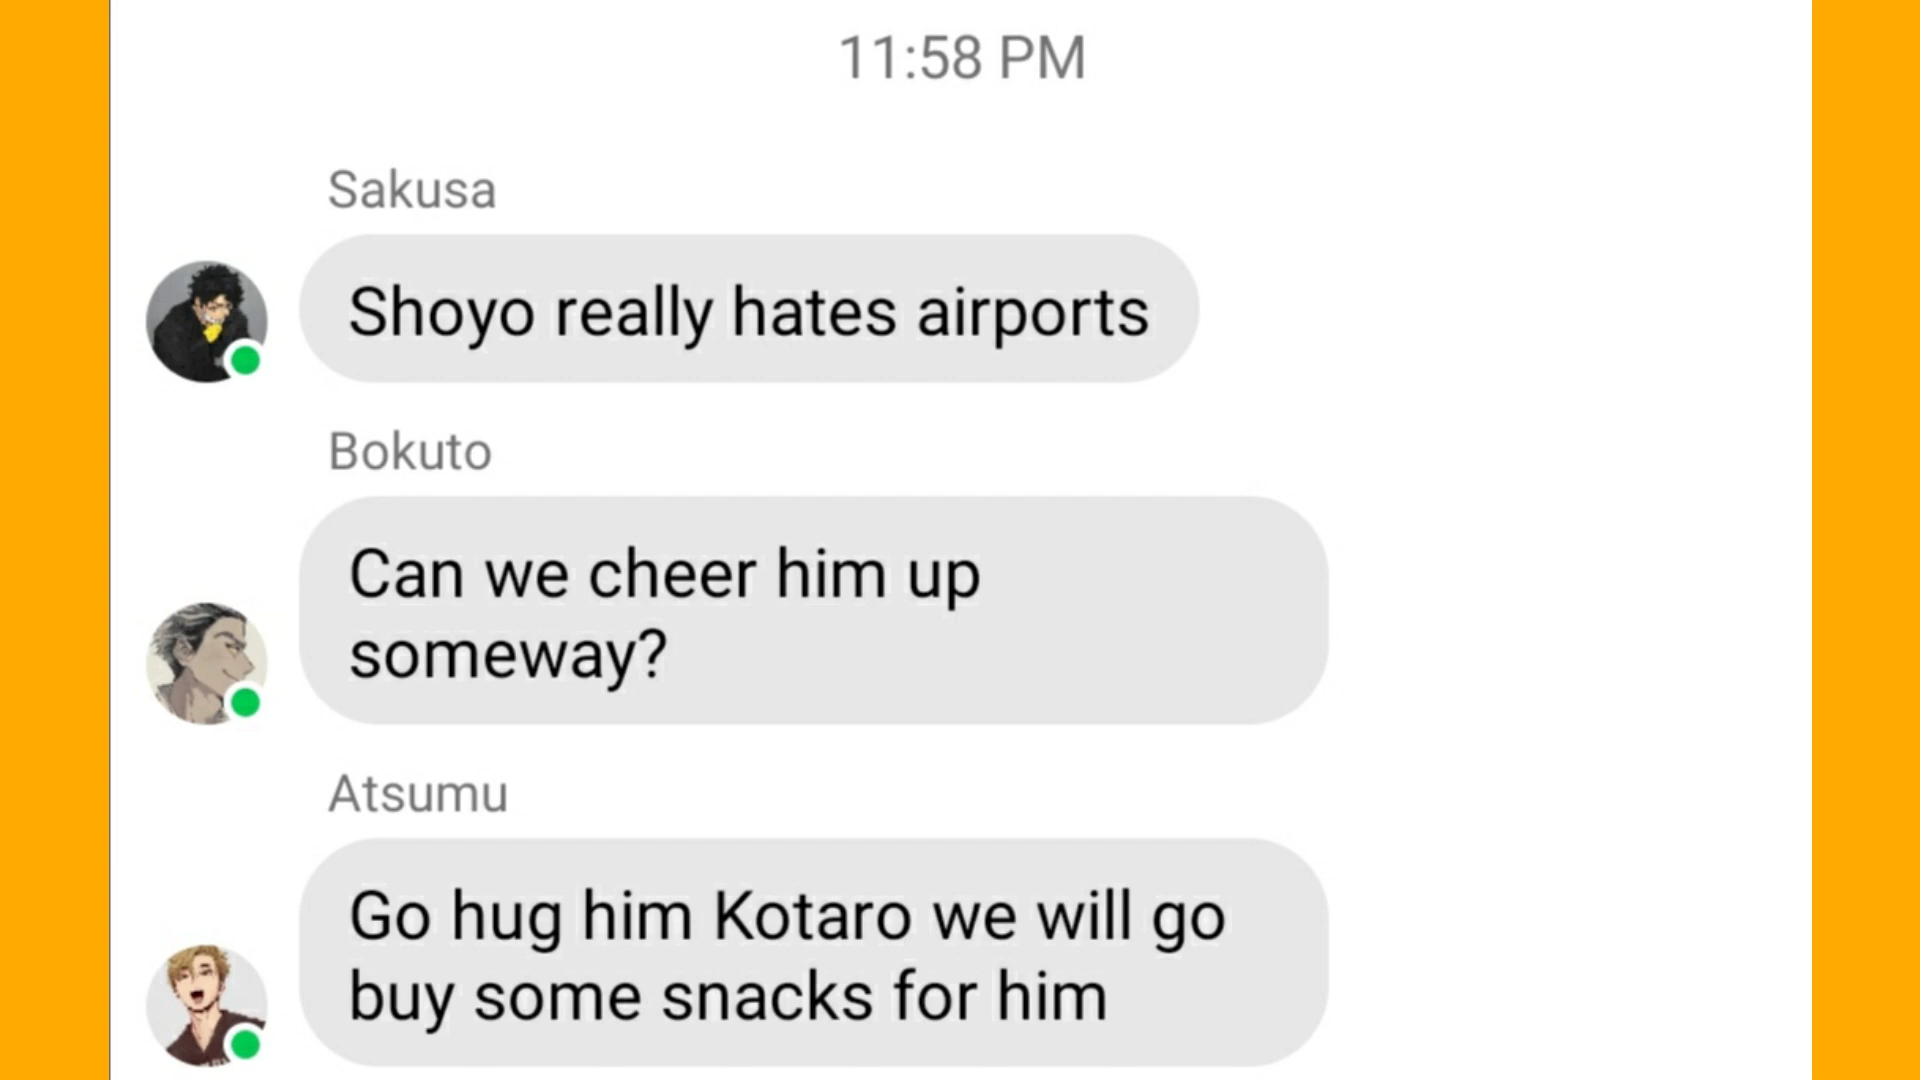 11:58 PM
Sakusa
Shoyo really hates airports
Bokuto
Can we cheer him up
someway?
Atsumu
Go hug him Kotaro we will go
buy some snacks for him